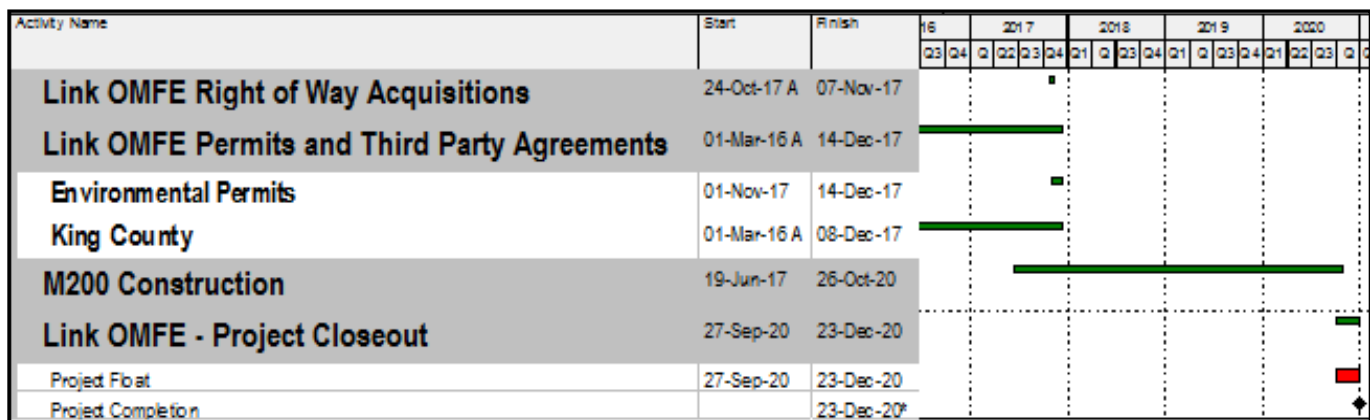 Activity Name Start Finish 16 2017 2018 2019 2020
Q3 Q4 Q Q2 Q3 Q4 Q1 Q Q3 Q4 Q1 Q Q3 Q4 Q1 Q2 Q3 Q Q
Link OMFE Right of Way Acquisitions 24-Oct-17 A 07-Nov-17
Link OMFE Permits and Third Party Agreements 01-Mar-16 A 14-Dec-17
Environmental Permits 01-Nov-17 14-Dec-17
King County 01-Mar-16 A 08-Dec-17
M200 Construction 19-Jun-17 26-Oct-20
Link OMFE - Project Closeout 27-Sep-20 23-Dec-20
Project Float 27-Sep-20 23-Dec-20
Project Completion 23-Dec-20*